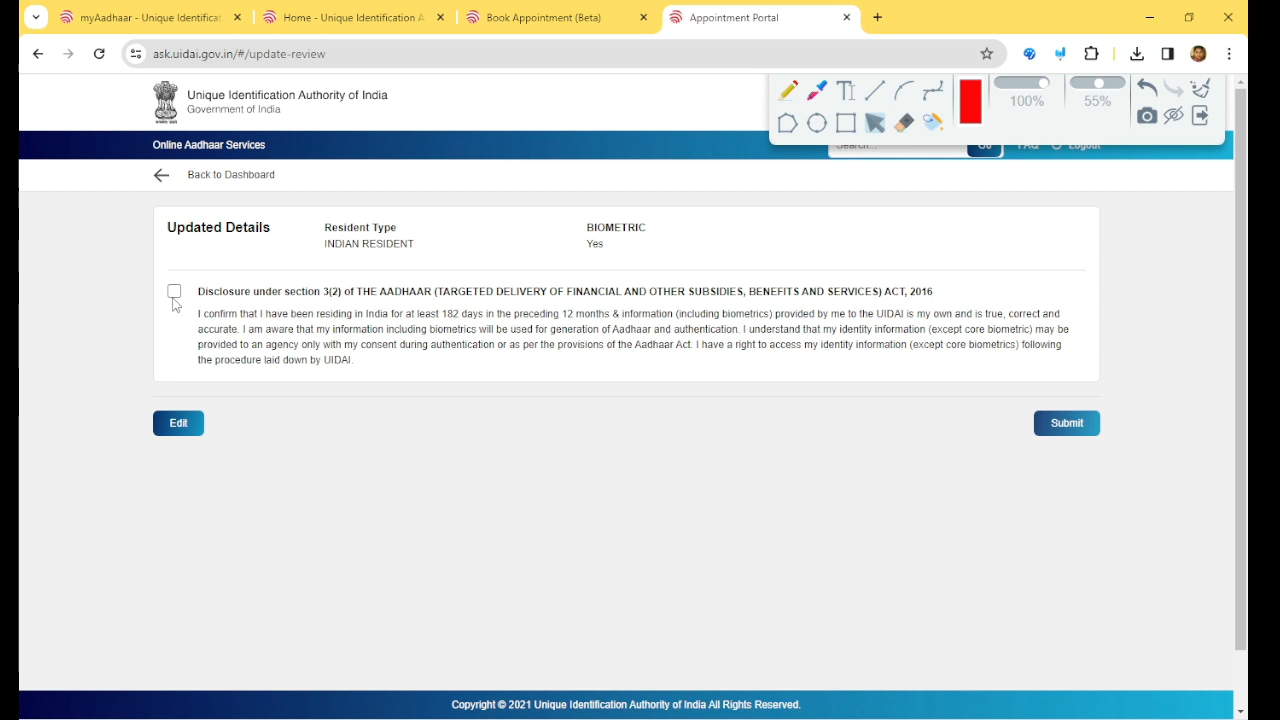 myAadhaar - Unique Identificat
Home - Unique Identification A
Book Appointment (Beta)
Appointment Portal
ask.uidai.gov.in/#/update-review
Unique Identification Authority of India
Government of India
100%
55%
Online Aadhaar Services
Search...
Go
FAQ
Logout
Back to Dashboard
Updated Details
Resident Type
INDIAN RESIDENT
BIOMETRIC
Yes
Disclosure under section 3(2) of THE AADHAAR (TARGETED DELIVERY OF FINANCIAL AND OTHER SUBSIDIES, BENEFITS AND SERVICES) ACT, 2016
I confirm that I have been residing in India for at least 182 days in the preceding 12 months & information (including biometrics) provided by me to the UIDAI is my own and is true, correct and
accurate. I am aware that my information including biometrics will be used for generation of Aadhaar and authentication. I understand that my identity information (except core biometric) may be
provided to an agency only with my consent during authentication or as per the provisions of the Aadhaar Act. I have a right to access my identity information (except core biometrics) following
the procedure laid down by UIDAI.
Edit
Submit
Copyright © 2021 Unique Identification Authority of India All Rights Reserved.